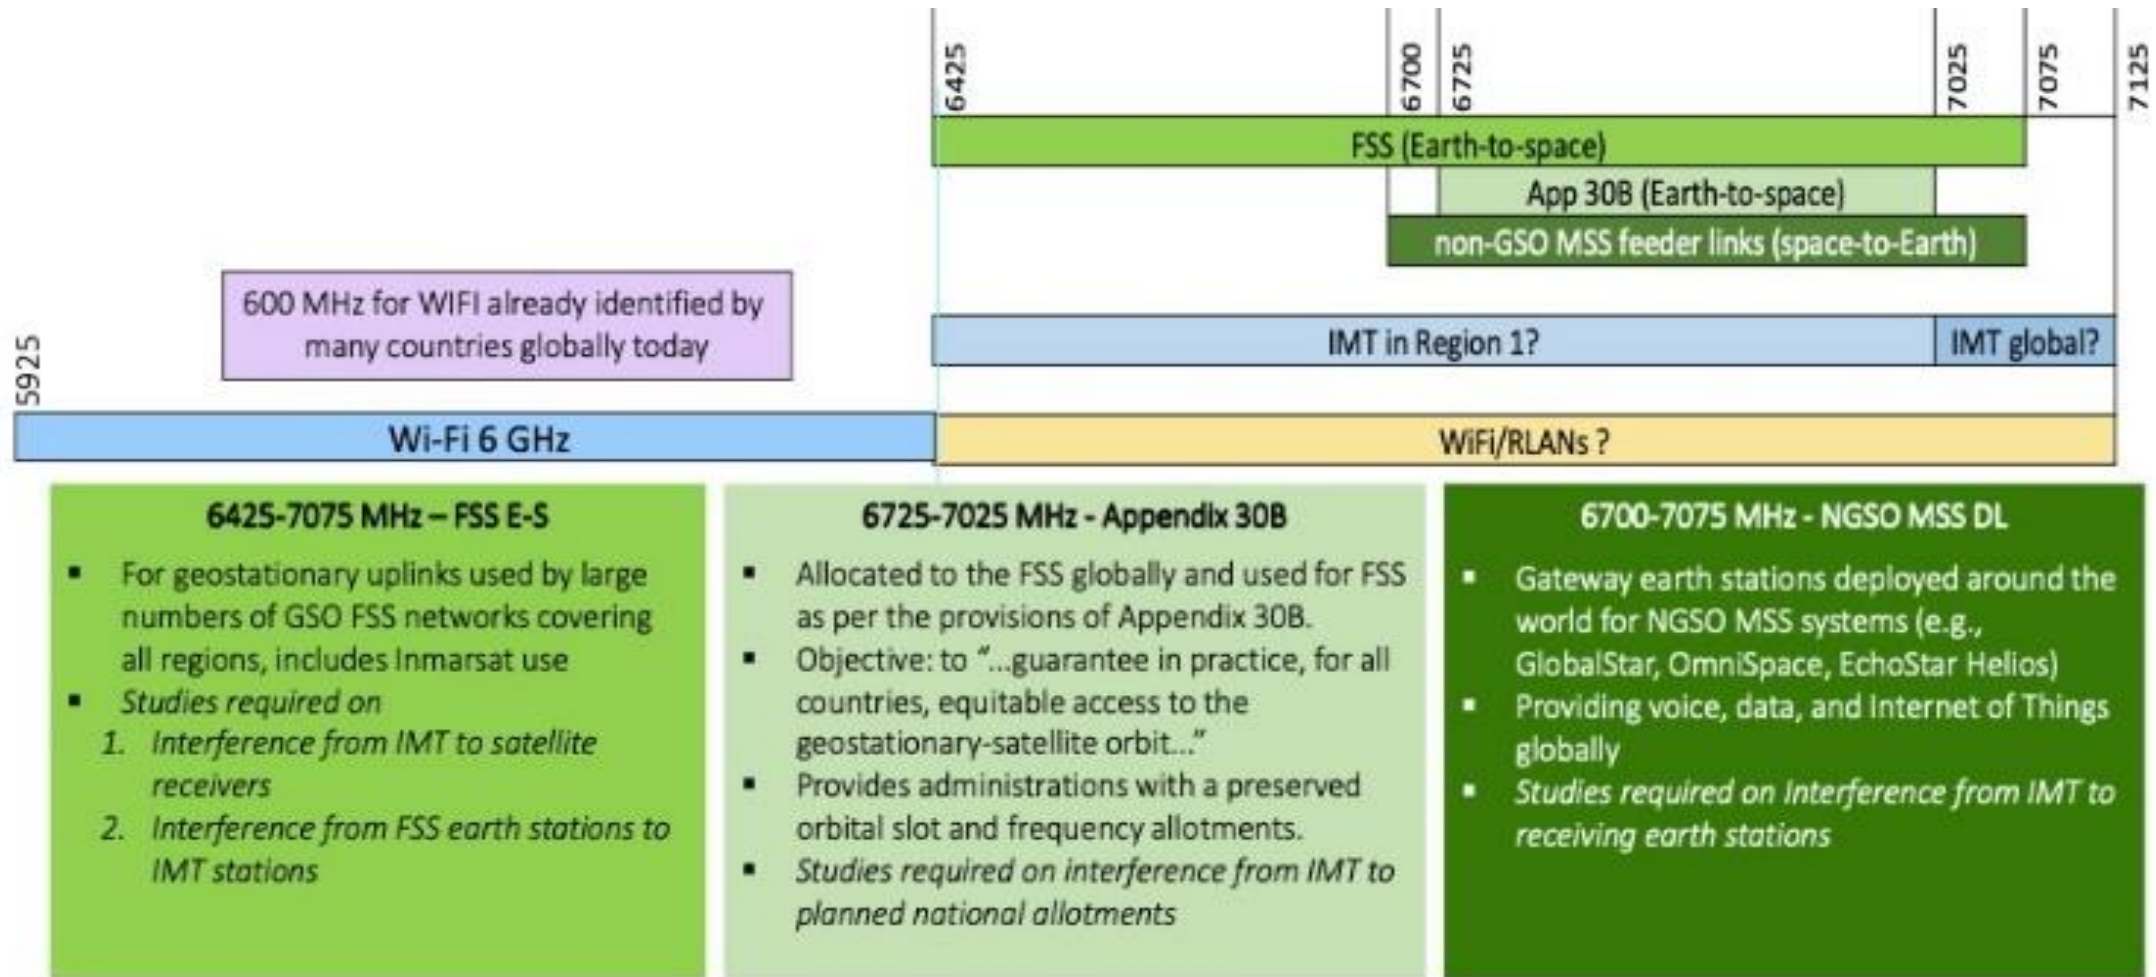 6425
6700
6725
7025
7075
7125
FSS (Earth-to-space)
App 30B (Earth-to-space)
non-GSO MSS feeder links (space-to-Earth)
600 MHz for WIFI already identified by
many countries globally today
IMT in Region 1?
IMT global?
5925
Wi-Fi 6 GHz
WiFi/RLANs ?
6425-7075 MHz – FSS E-S
▪ For geostationary uplinks used by large
numbers of GSO FSS networks covering
all regions, includes Inmarsat use
▪ Studies required on
1. Interference from IMT to satellite
receivers
2. Interference from FSS earth stations to
IMT stations
6725-7025 MHz - Appendix 30B
▪ Allocated to the FSS globally and used for FSS
as per the provisions of Appendix 30B.
▪ Objective: to “...guarantee in practice, for all
countries, equitable access to the
geostationary-satellite orbit...”
▪ Provides administrations with a preserved
orbital slot and frequency allotments.
▪ Studies required on interference from IMT to
planned national allotments
6700-7075 MHz - NGSO MSS DL
▪ Gateway earth stations deployed around the
world for NGSO MSS systems (e.g.,
GlobalStar, OmniSpace, EchoStar Helios)
▪ Providing voice, data, and Internet of Things
globally
▪ Studies required on Interference from IMT to
receiving earth stations